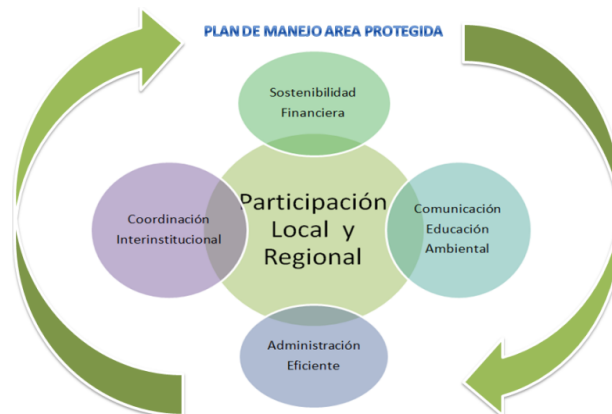 PLAN DE MANEJO AREA PROTEGIDA
Sostenibilidad
Financiera
Coordinación
Interinstitucional
Participación
Local y
Regional
Comunicación
Educación
Ambiental
Administración
Eficiente